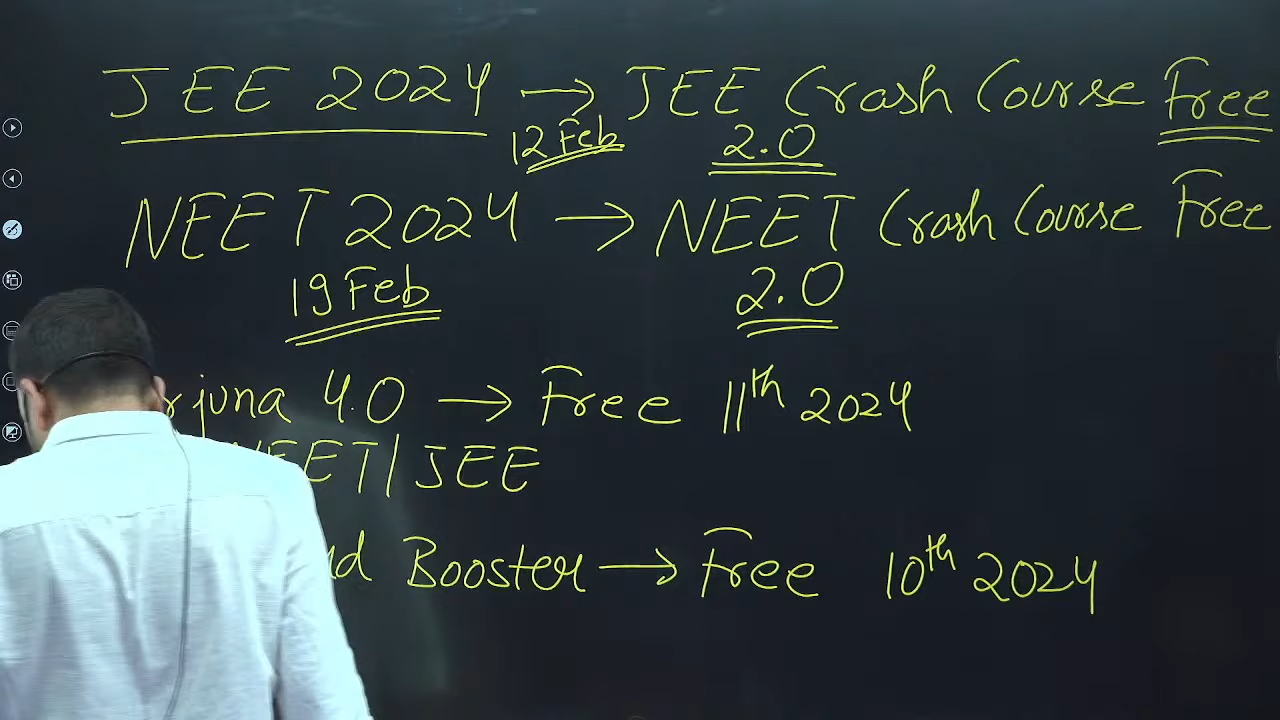 JEE 2024 → JEE Crash Course Free
12 Feb 2.0
NEET 2024 → NEET Crash Course Free
19 Feb 2.0
rjuna 4.0 → Free 11th 2024
NEET/JEE
Booster → Free 10th 2024